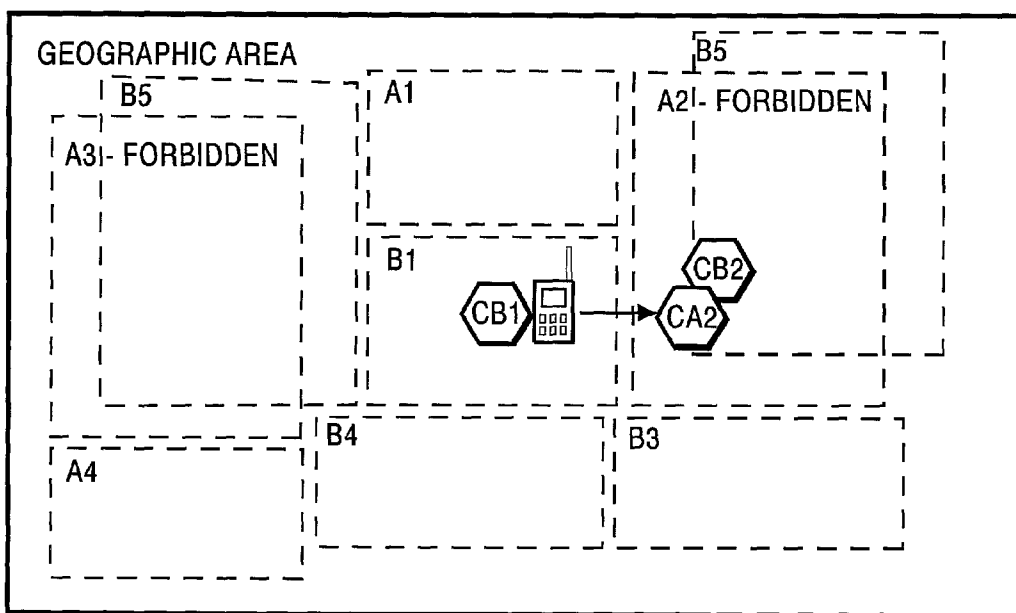 GEOGRAPHIC AREA
B5
A1
B5
A2 - FORBIDDEN
A3 - FORBIDDEN
B1
CB2
CB1
CA2
B4
B3
A4